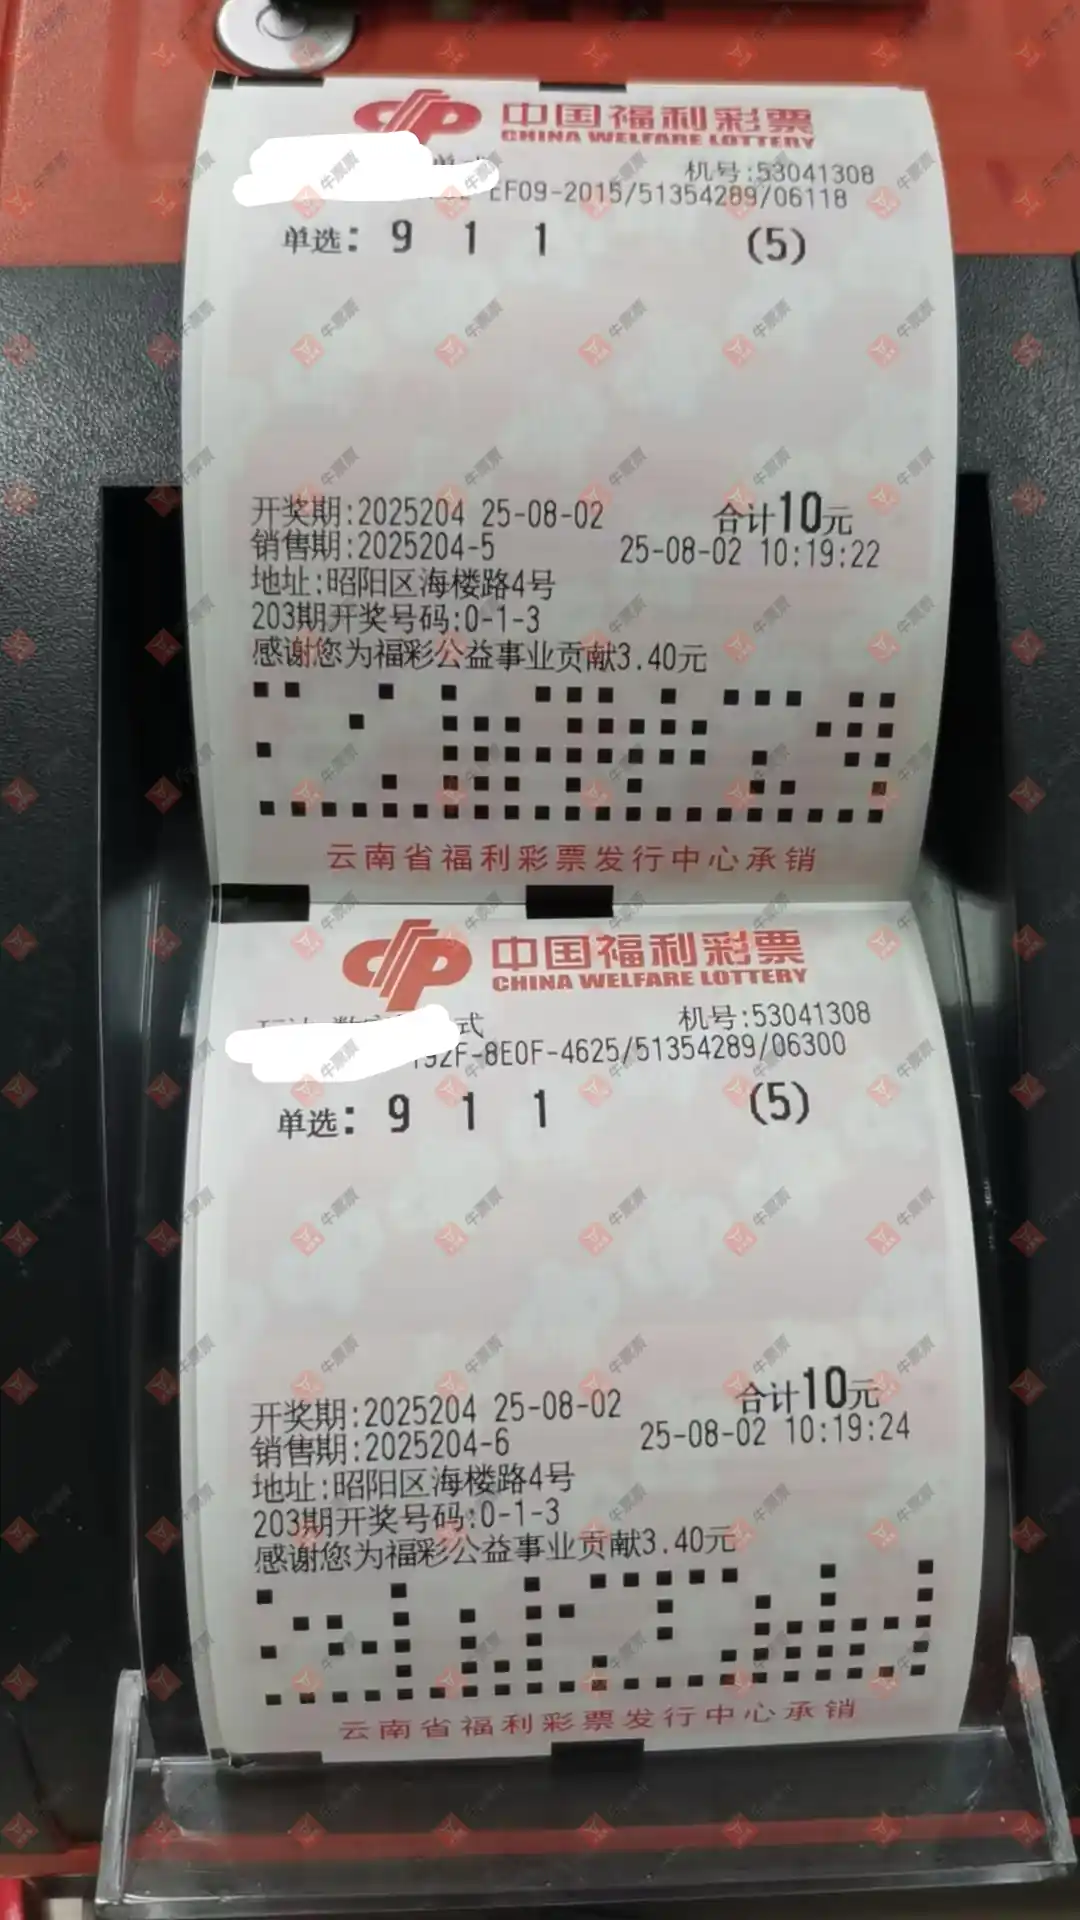 中国福利彩票
CHINA WELFARE LOTTERY
机号:53041308
EF09-2015/51354289/06118
单选: 9 1 1 (5)
开奖期:2025204 25-08-02 合计10元
销售期:2025204-5 25-08-02 10:19:22
地址:昭阳区海楼路4号
203期开奖号码:0-1-3
感谢您为福彩公益事业贡献3.40元
云南省福利彩票发行中心承销
中国福利彩票
CHINA WELFARE LOTTERY
式 机号:53041308
192F-8E0F-4625/51354289/06300
单选: 9 1 1 (5)
开奖期:2025204 25-08-02 合计10元
销售期:2025204-6 25-08-02 10:19:24
地址:昭阳区海楼路4号
203期开奖号码:0-1-3
感谢您为福彩公益事业贡献3.40元
云南省福利彩票发行中心承销
牛票票